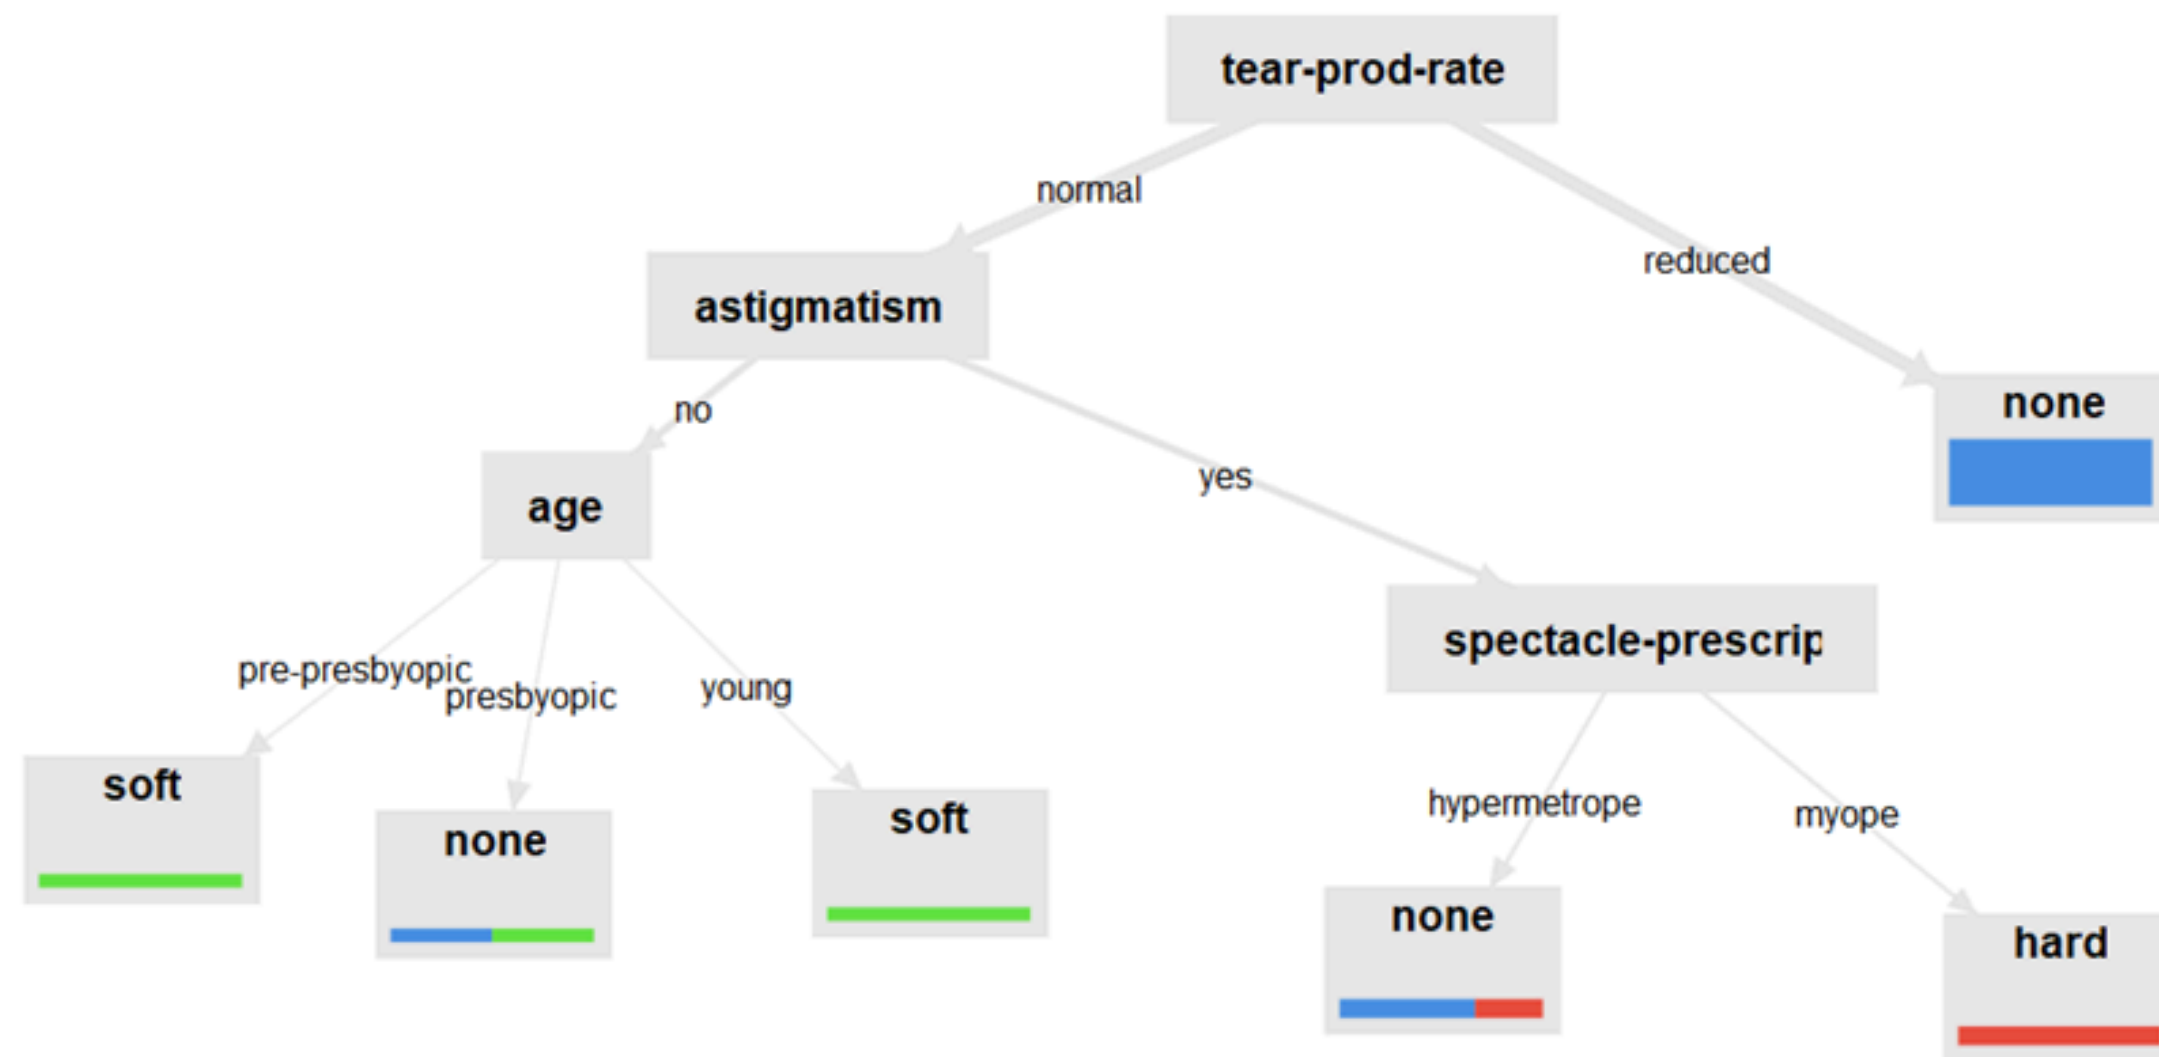 tear-prod-rate
normal
reduced
astigmatism
none
no
yes
age
spectacle-prescrip
pre-presbyopic
presbyopic
young
soft
none
soft
hypermetrope
myope
none
hard